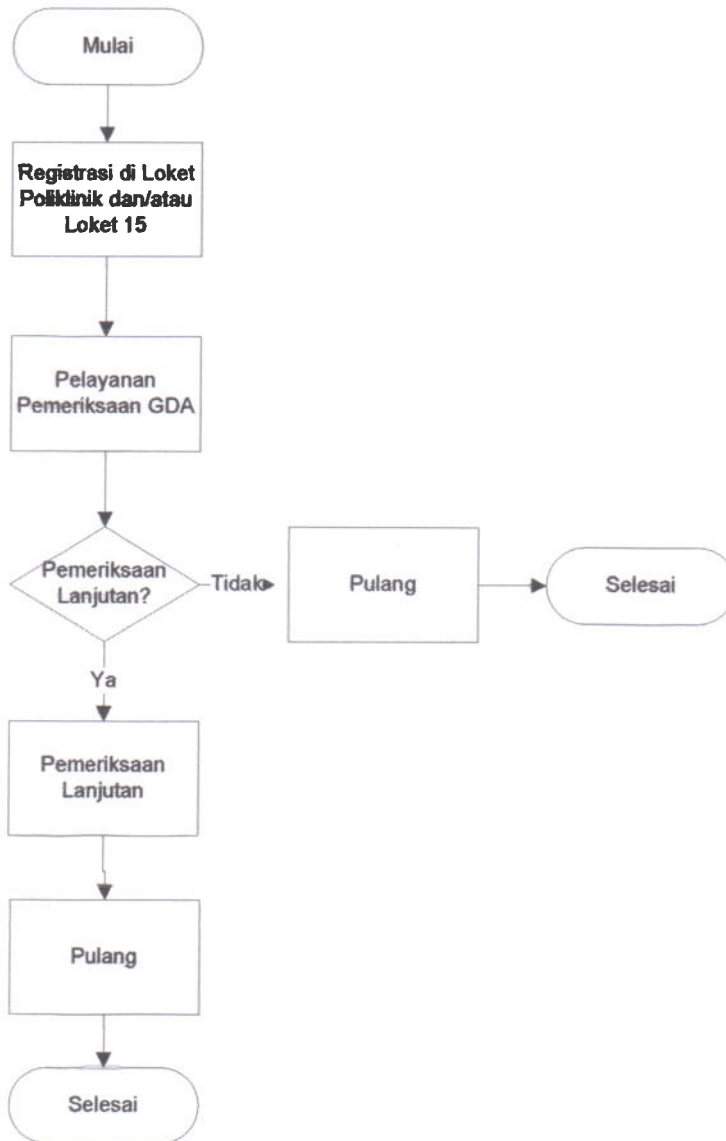 Mulai
Registrasi di Loket
Poliklinik dan/atau
Loket 15
Pelayanan
Pemeriksaan GDA
Pemeriksaan
Lanjutan?
Tidak
Pulang
Selesai
Ya
Pemeriksaan
Lanjutan
Pulang
Selesai